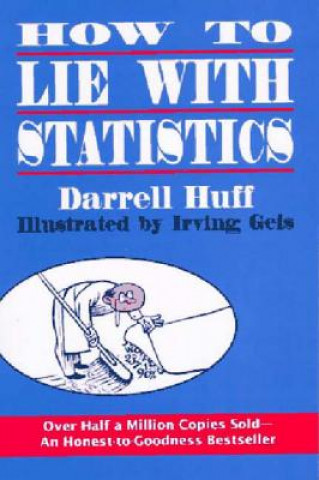 HOW TO
LIE WITH
STATISTICS
Darrell Huff
Illustrated by Irving Geis
Over Half a Million Copies Sold—
An Honest-to-Goodness Bestseller